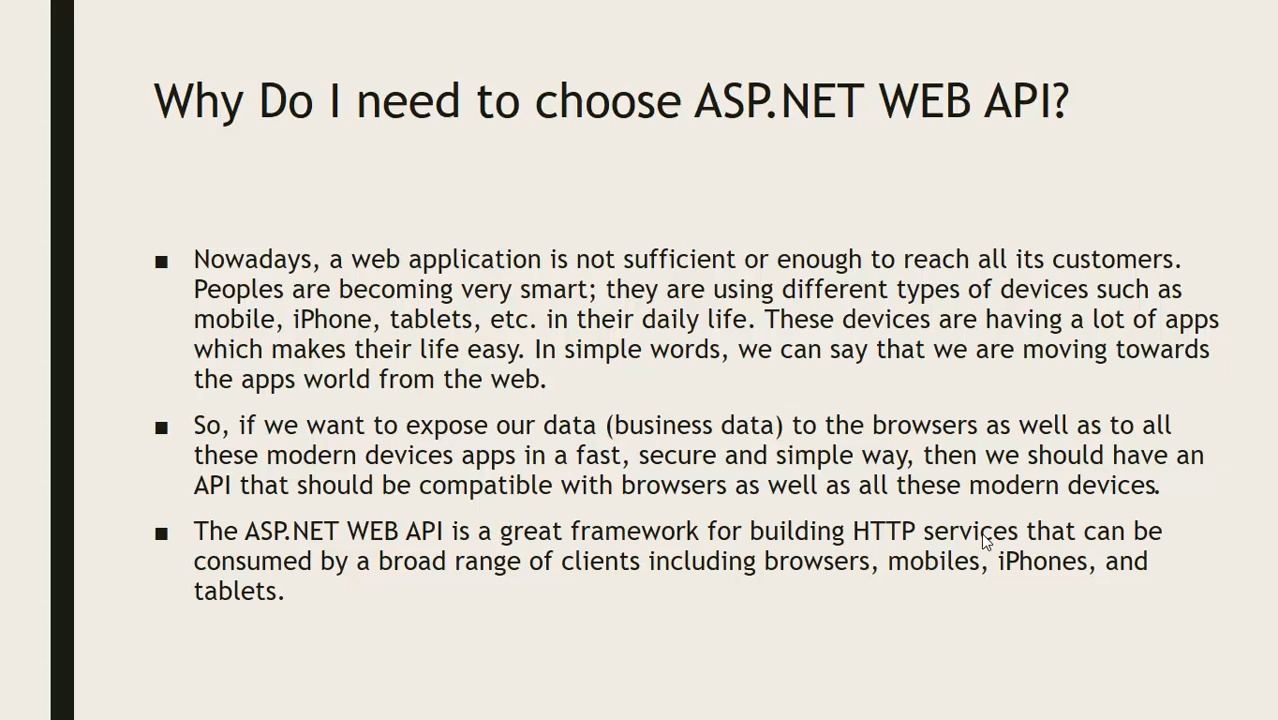 Why Do I need to choose ASP.NET WEB API?
■ Nowadays, a web application is not sufficient or enough to reach all its customers.
Peoples are becoming very smart; they are using different types of devices such as
mobile, iPhone, tablets, etc. in their daily life. These devices are having a lot of apps
which makes their life easy. In simple words, we can say that we are moving towards
the apps world from the web.
■ So, if we want to expose our data (business data) to the browsers as well as to all
these modern devices apps in a fast, secure and simple way, then we should have an
API that should be compatible with browsers as well as all these modern devices.
■ The ASP.NET WEB API is a great framework for building HTTP services that can be
consumed by a broad range of clients including browsers, mobiles, iPhones, and
tablets.